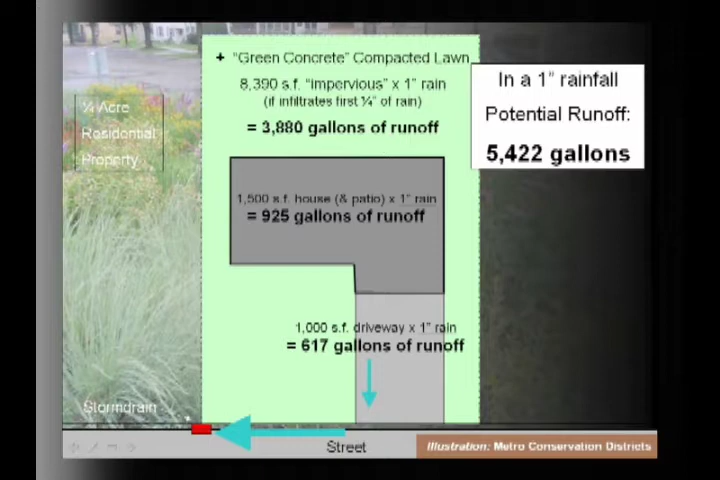 + “Green Concrete” Compacted Lawn
8,390 s.f. “impervious” x 1” rain
(if infiltrates first ¼” of rain)
= 3,880 gallons of runoff
In a 1” rainfall
Potential Runoff:
5,422 gallons
¼ Acre
Residential
Property
1,500 s.f. house (& patio) x 1” rain
= 925 gallons of runoff
1,000 s.f. driveway x 1” rain
= 617 gallons of runoff
Stormdrain
Street
Illustration: Metro Conservation Districts